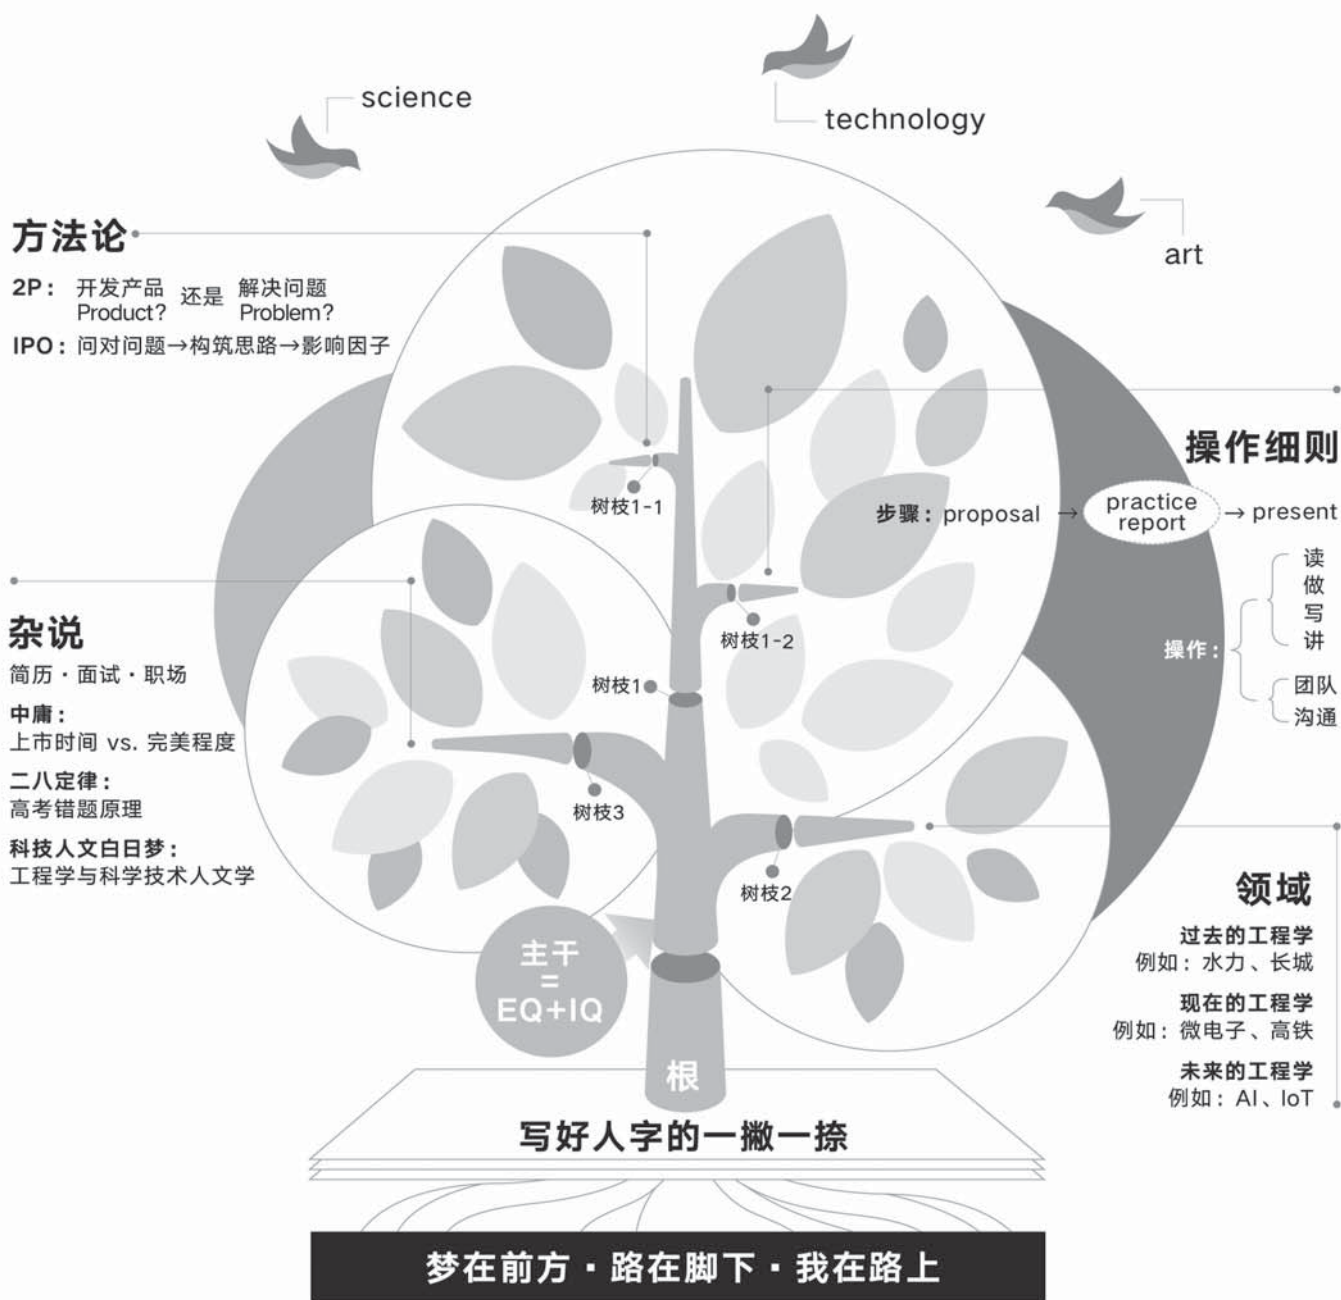 science
technology
art
方法论
2P： 开发产品 还是 解决问题
Product? Problem?
IPO：问对问题→构筑思路→影响因子
操作细则
树枝1-1
步骤：proposal → practice report → present
读
做
写
讲
操作：
团队
沟通
树枝1-2
树枝1
杂说
简历·面试·职场
中庸：
上市时间 vs. 完美程度
二八定律：
高考错题原理
科技人文白日梦：
工程学与科学技术人文学
树枝3
树枝2
领域
过去的工程学
例如：水力、长城
现在的工程学
例如：微电子、高铁
未来的工程学
例如：AI、IoT
主干
=
EQ+IQ
根
写好人字的一撇一捺
梦在前方·路在脚下·我在路上